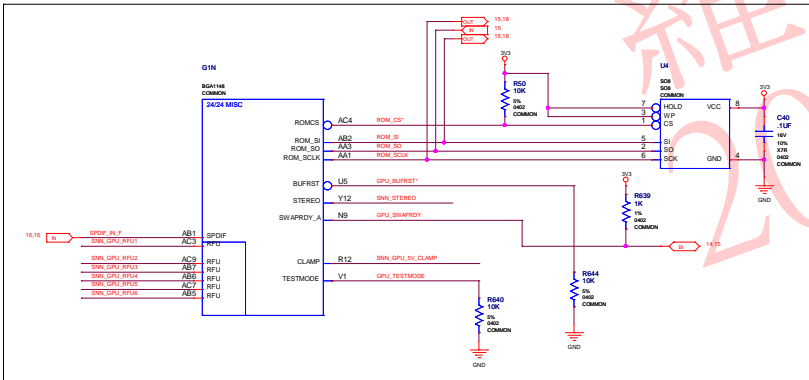 OUT 15,18
IN 15
OUT 15,18
G1N
BGA1148
COMMON
24/24 MISC
ROMCS AC4 ROM_CS*
ROM_SI AB2 ROM_SI
ROM_SO AA3 ROM_SO
ROM_SCLK AA1 ROM_SCLK
BUFRST U5 GPU_BUFRST*
STEREO Y12 SNN_STEREO
SWAPRDY_A N9 GPU_SWAPRDY
CLAMP R12 SNN_GPU_5V_CLAMP
TESTMODE V1 GPU_TESTMODE
16,16 IN SPDIF_IN_F AB1 SPDIF
SNN_GPU_RFU1 AC3 RFU
SNN_GPU_RFU2 AC9 RFU
SNN_GPU_RFU3 AB7 RFU
SNN_GPU_RFU4 AB6 RFU
SNN_GPU_RFU5 AC7 RFU
SNN_GPU_RFU6 AB5 RFU
3V3
R50
10K
5%
0402
COMMON
U4
SO8
SO8
COMMON
7 HOLD VCC 8
3 WP
1 CS
5 SI
2 SO
6 SCK GND 4
3V3
C40
.1UF
16V
10%
X7R
0402
COMMON
GND
3V3
R639
1K
1%
0402
COMMON
BI 14,15
R644
10K
5%
0402
COMMON
GND
R640
10K
5%
0402
COMMON
GND
維
20